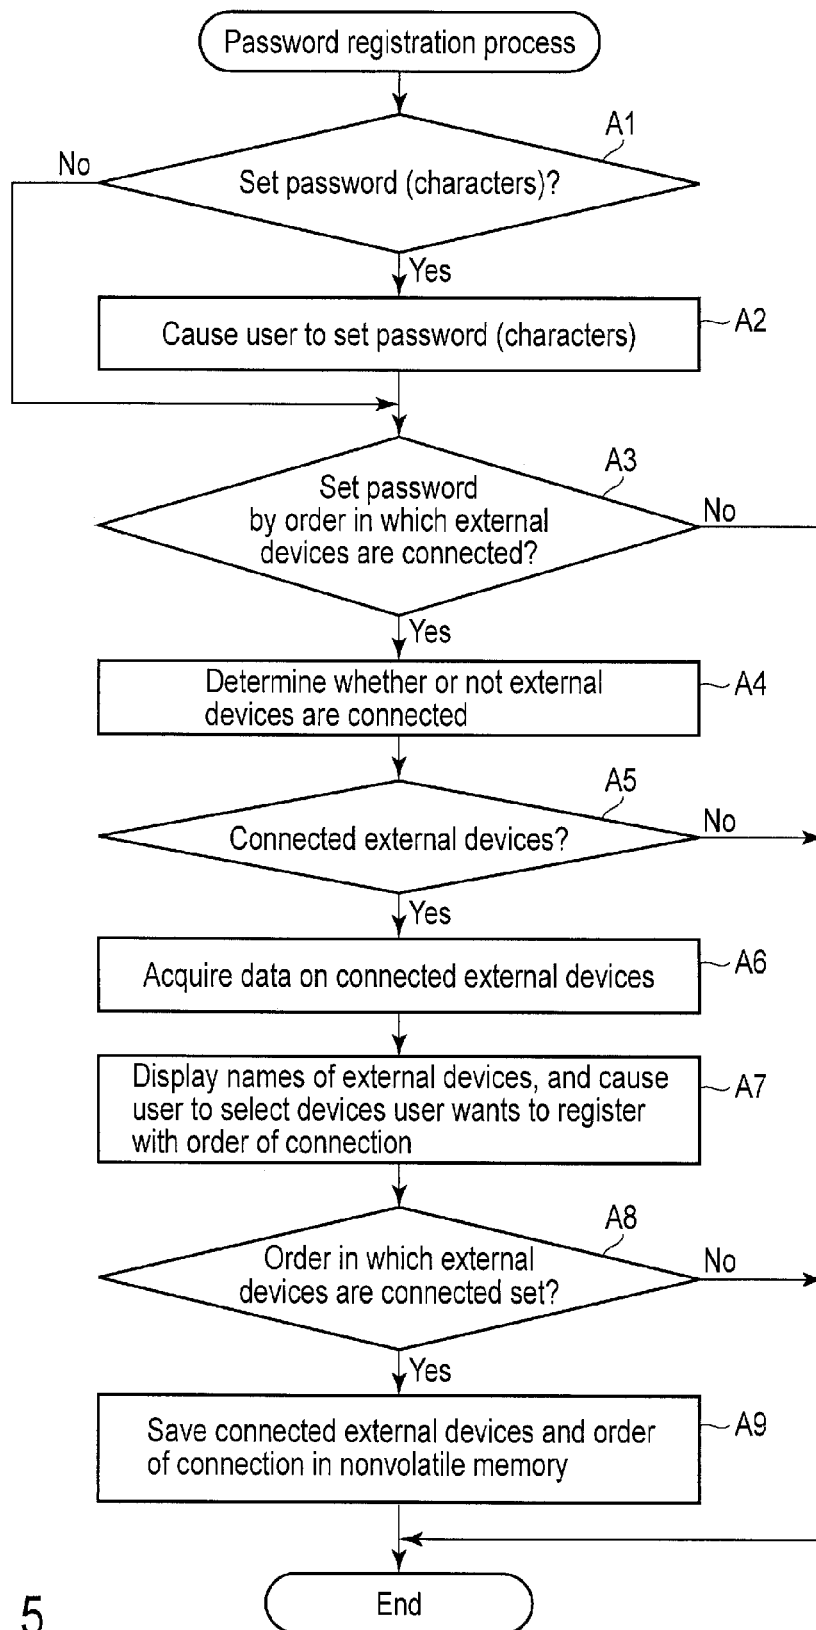 Password registration process
A1
No
Set password (characters)?
Yes
A2
Cause user to set password (characters)
A3
Set password
by order in which external
devices are connected?
No
Yes
A4
Determine whether or not external
devices are connected
A5
Connected external devices?
No
Yes
A6
Acquire data on connected external devices
A7
Display names of external devices, and cause
user to select devices user wants to register
with order of connection
A8
Order in which external
devices are connected set?
No
Yes
A9
Save connected external devices and order
of connection in nonvolatile memory
End
5